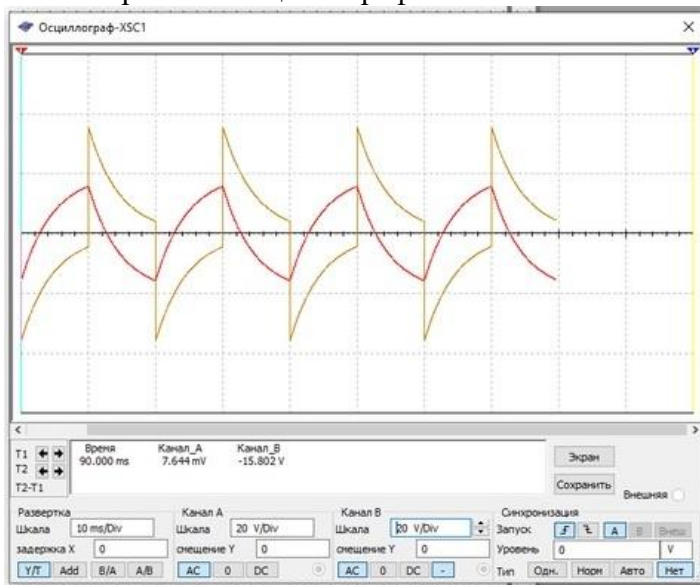 Осциллограф-XSC1
T1
T2
T2-T1
Время Канал_A Канал_B
90.000 ms 7.644 mV -15.802 V
Экран
Сохранить
Внешняя
Развертка
Шкала 10 ms/Div
задержка X 0
Y/T Add B/A A/B
Канал A
Шкала 20 V/Div
смещение Y 0
AC 0 DC
Канал B
Шкала 20 V/Div
смещение Y 0
AC 0 DC -
Синхронизация
Запуск A B Внеш
Уровень 0 V
Тип Одн. Норм Авто Нет